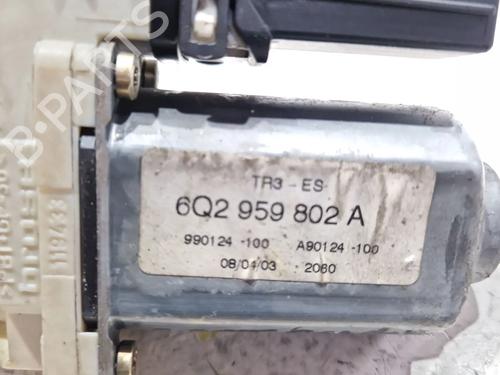 TR3 - ES
6Q2 959 802 A
990124 -100 A90124 -100
08/04/03 2060
B-PARTS
119433